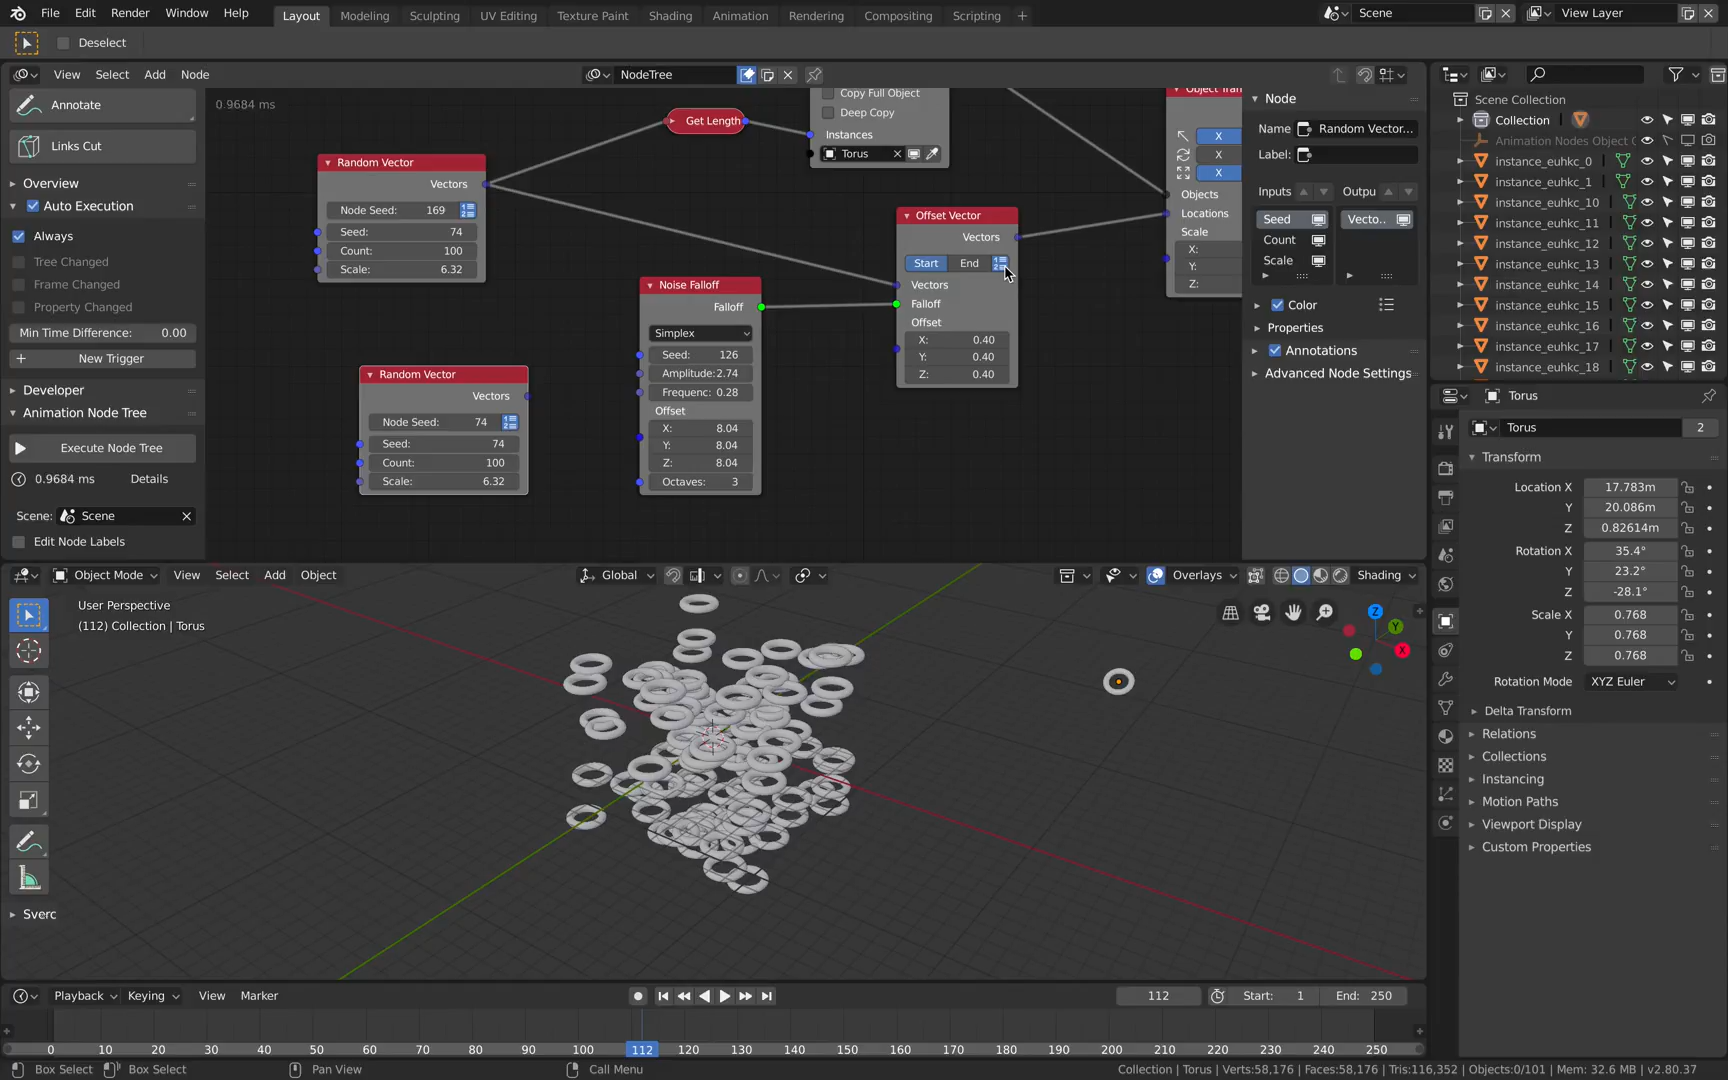 File Edit Render Window Help Layout Modeling Sculpting UV Editing Texture Paint Shading Animation Rendering Compositing Scripting + Scene View Layer
Deselect
View Select Add Node NodeTree
Annotate
Links Cut
Overview
Auto Execution
Always
Tree Changed
Frame Changed
Property Changed
Min Time Difference: 0.00
New Trigger
Developer
Animation Node Tree
Execute Node Tree
0.9684 ms Details
Scene: Scene
Edit Node Labels
0.9684 ms
Random Vector
Vectors
Node Seed: 169
Seed: 74
Count: 100
Scale: 6.32
Get Length
Copy Full Object
Deep Copy
Instances
Torus
Random Vector
Vectors
Node Seed: 74
Seed: 74
Count: 100
Scale: 6.32
Noise Falloff
Falloff
Simplex
Seed: 126
Amplitude: 2.74
Frequenc: 0.28
Offset
X: 8.04
Y: 8.04
Z: 8.04
Octaves: 3
Offset Vector
Vectors
Start End
Vectors
Falloff
Offset
X: 0.40
Y: 0.40
Z: 0.40
X
X
X
Objects
Locations
Scale
X:
Y:
Z:
Node
Name Random Vector...
Label:
Inputs Outpu
Seed Vecto..
Count
Scale
Color
Properties
Annotations
Advanced Node Settings
Scene Collection
Collection
Animation Nodes Object C
instance_euhkc_0
instance_euhkc_1
instance_euhkc_10
instance_euhkc_11
instance_euhkc_12
instance_euhkc_13
instance_euhkc_14
instance_euhkc_15
instance_euhkc_16
instance_euhkc_17
instance_euhkc_18
Torus
Torus 2
Transform
Location X 17.783m
Y 20.086m
Z 0.82614m
Rotation X 35.4°
Y 23.2°
Z -28.1°
Scale X 0.768
Y 0.768
Z 0.768
Rotation Mode XYZ Euler
Delta Transform
Relations
Collections
Instancing
Motion Paths
Viewport Display
Custom Properties
Object Mode View Select Add Object Global Overlays Shading
User Perspective
(112) Collection | Torus
Z
Y
X
Sverc
Playback Keying View Marker 112 Start: 1 End: 250
0 10 20 30 40 50 60 70 80 90 100 112 120 130 140 150 160 170 180 190 200 210 220 230 240 250
Box Select Box Select Pan View Call Menu Collection | Torus | Verts:58,176 | Faces:58,176 | Tris:116,352 | Objects:0/101 | Mem: 32.6 MB | v2.80.37